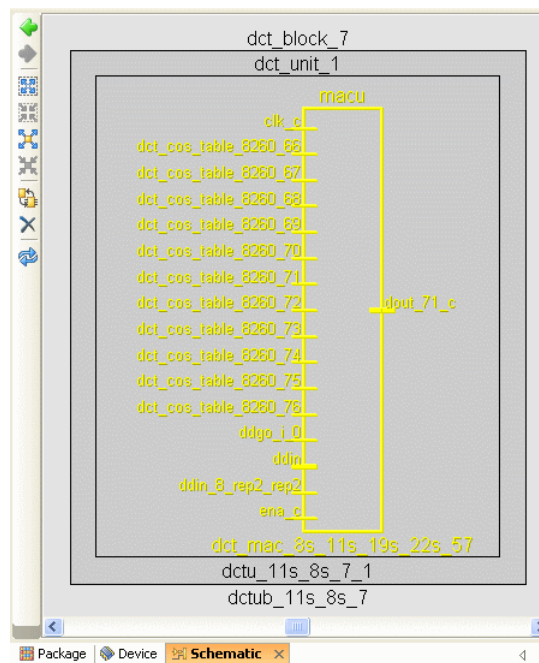 dct_block_7
dct_unit_1
macu
clk_c
dct_cos_table_8260_66
dct_cos_table_8260_67
dct_cos_table_8260_68
dct_cos_table_8260_69
dct_cos_table_8260_70
dct_cos_table_8260_71
dct_cos_table_8260_72
dout_71_c
dct_cos_table_8260_73
dct_cos_table_8260_74
dct_cos_table_8260_75
dct_cos_table_8260_76
ddgo_i_0
ddin
ddin_8_rep2_rep2
ena_c
dct_mac_8s_11s_19s_22s_57
dctu_11s_8s_7_1
dctub_11s_8s_7
Package Device Schematic